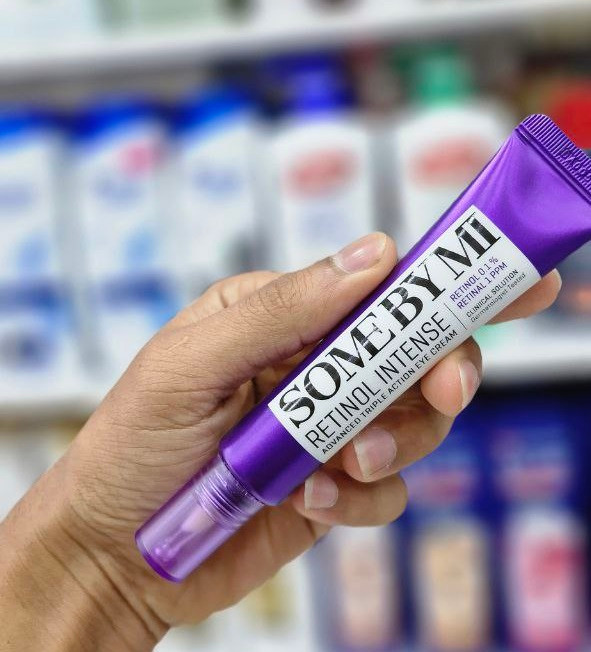 SOME BY MI
RETINOL INTENSE
ADVANCED TRIPLE ACTION EYE CREAM
RETINOL 0.1%
RETINAL 1 PPM
CLINICAL SOLUTION
Dermatologist Tested